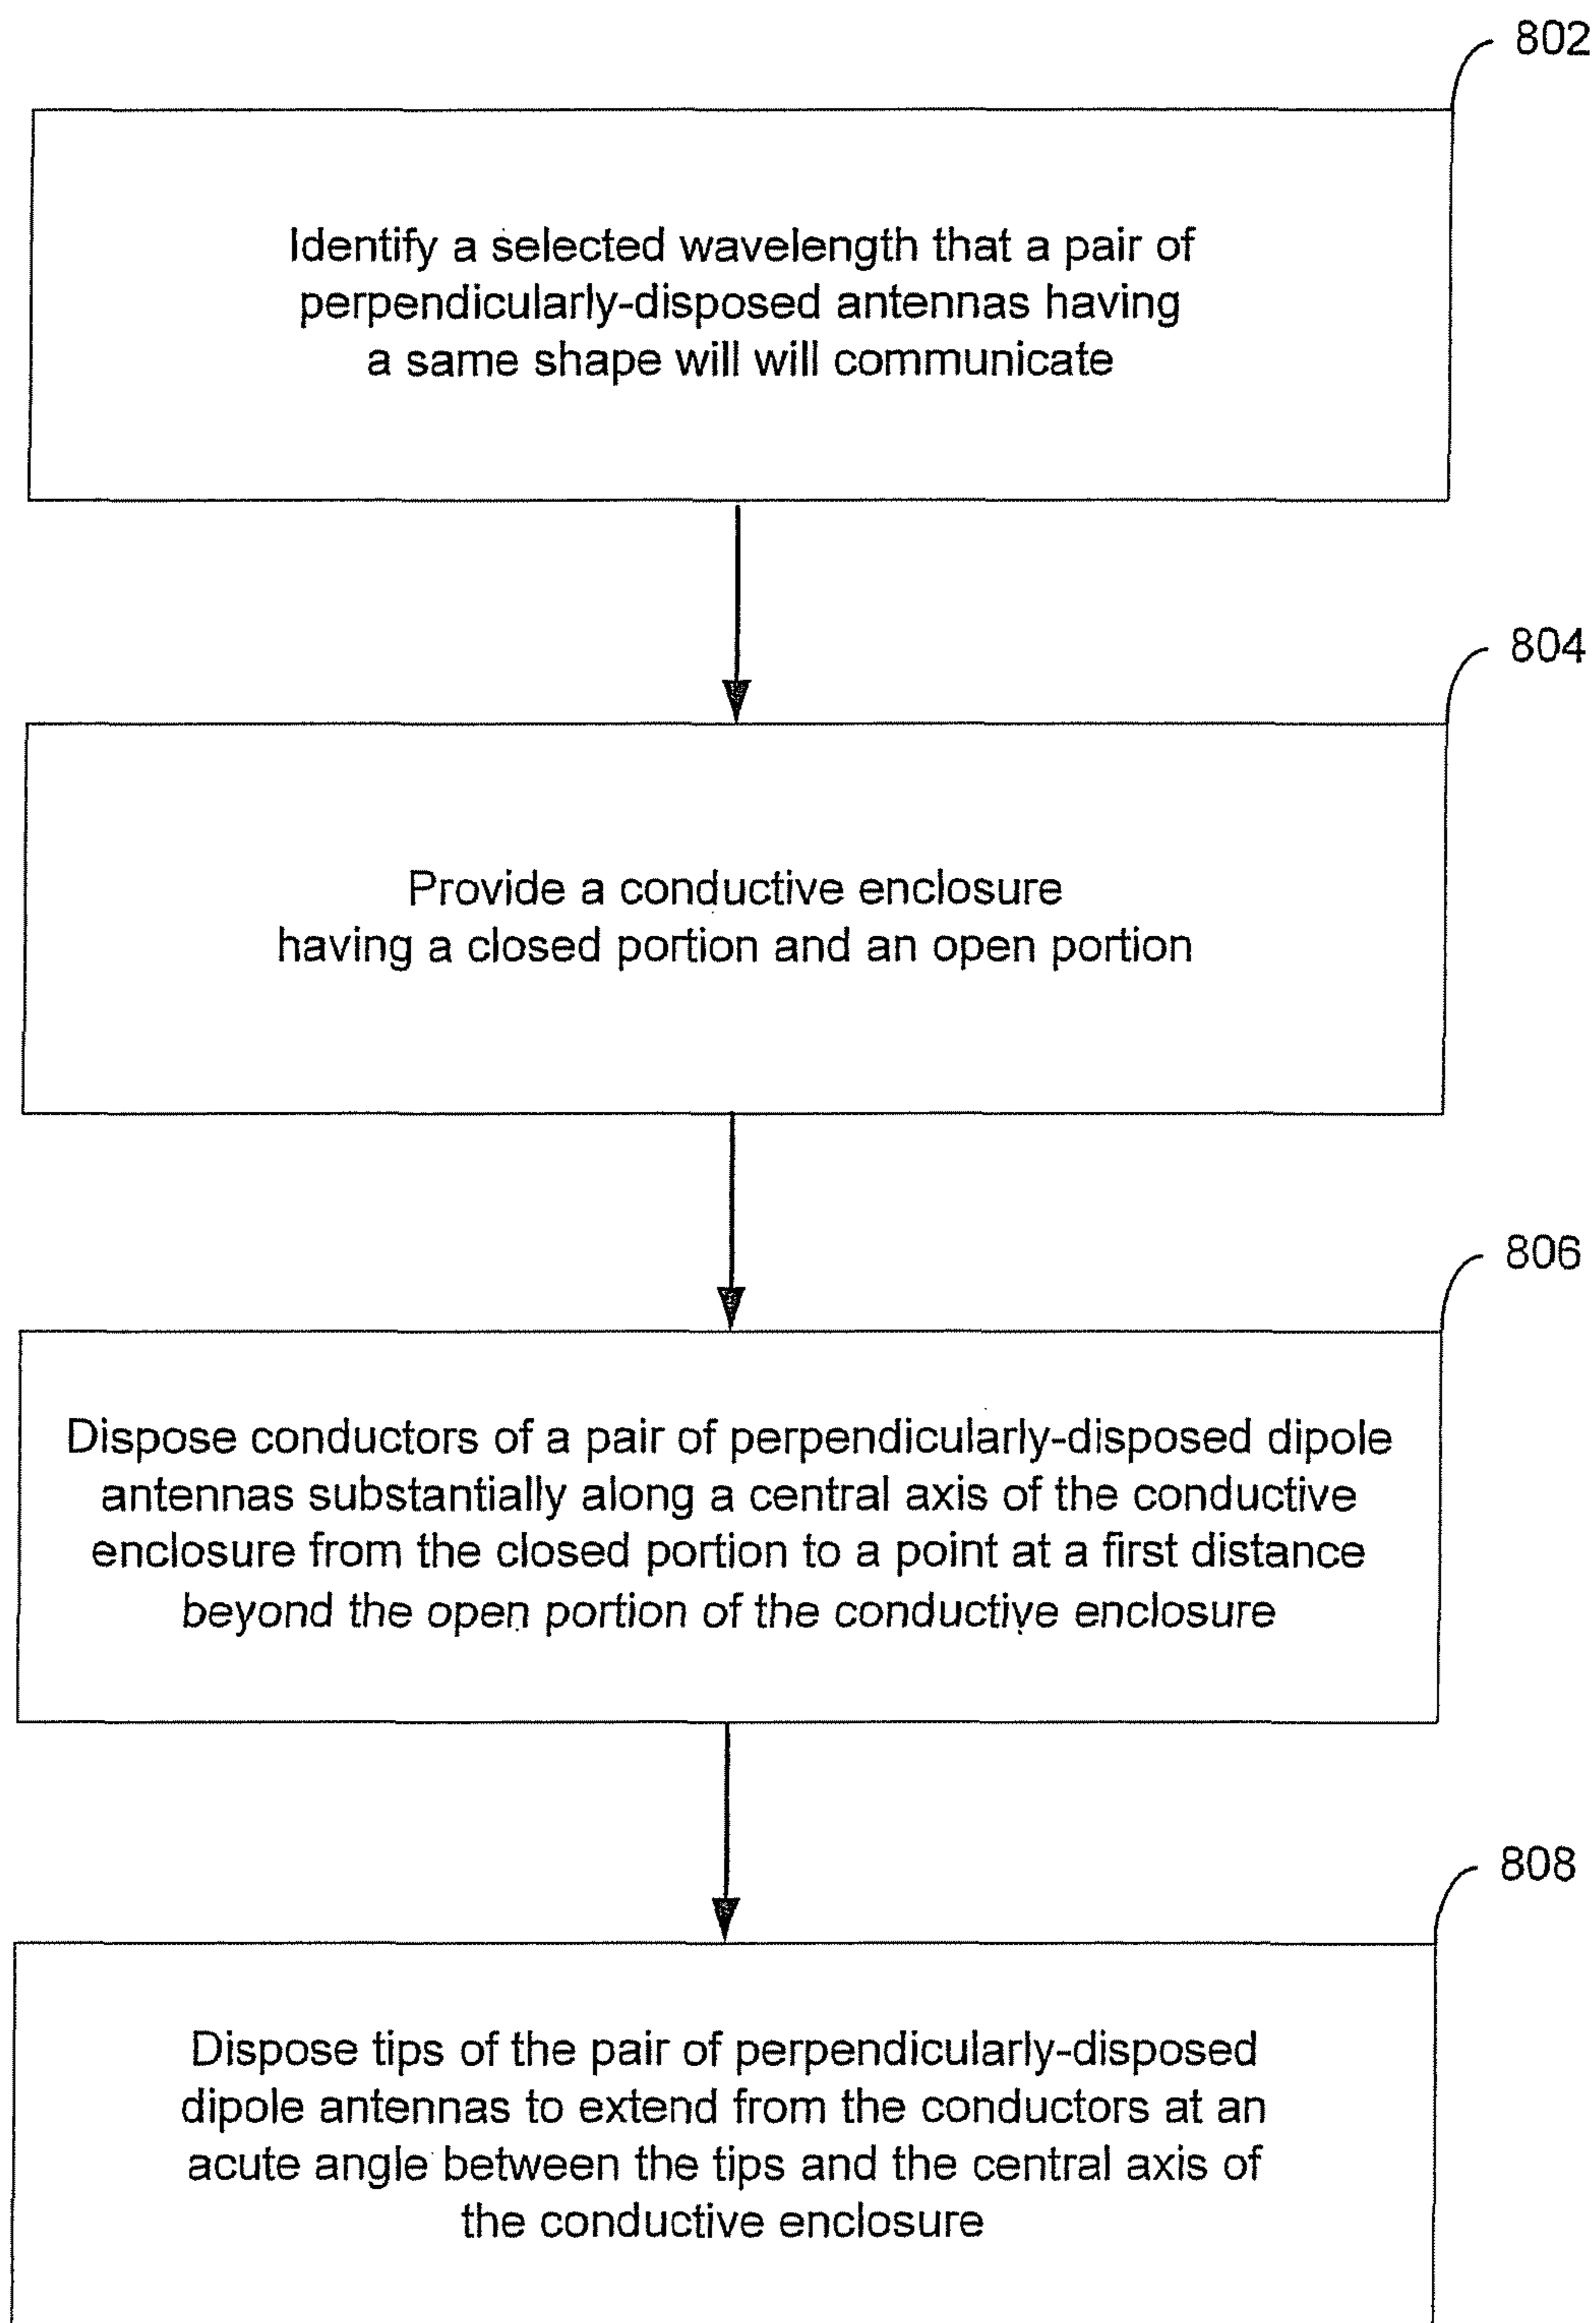 802
Identify a selected wavelength that a pair of
perpendicularly-disposed antennas having
a same shape will will communicate
804
Provide a conductive enclosure
having a closed portion and an open portion
806
Dispose conductors of a pair of perpendicularly-disposed dipole
antennas substantially along a central axis of the conductive
enclosure from the closed portion to a point at a first distance
beyond the open portion of the conductive enclosure
808
Dispose tips of the pair of perpendicularly-disposed
dipole antennas to extend from the conductors at an
acute angle between the tips and the central axis of
the conductive enclosure